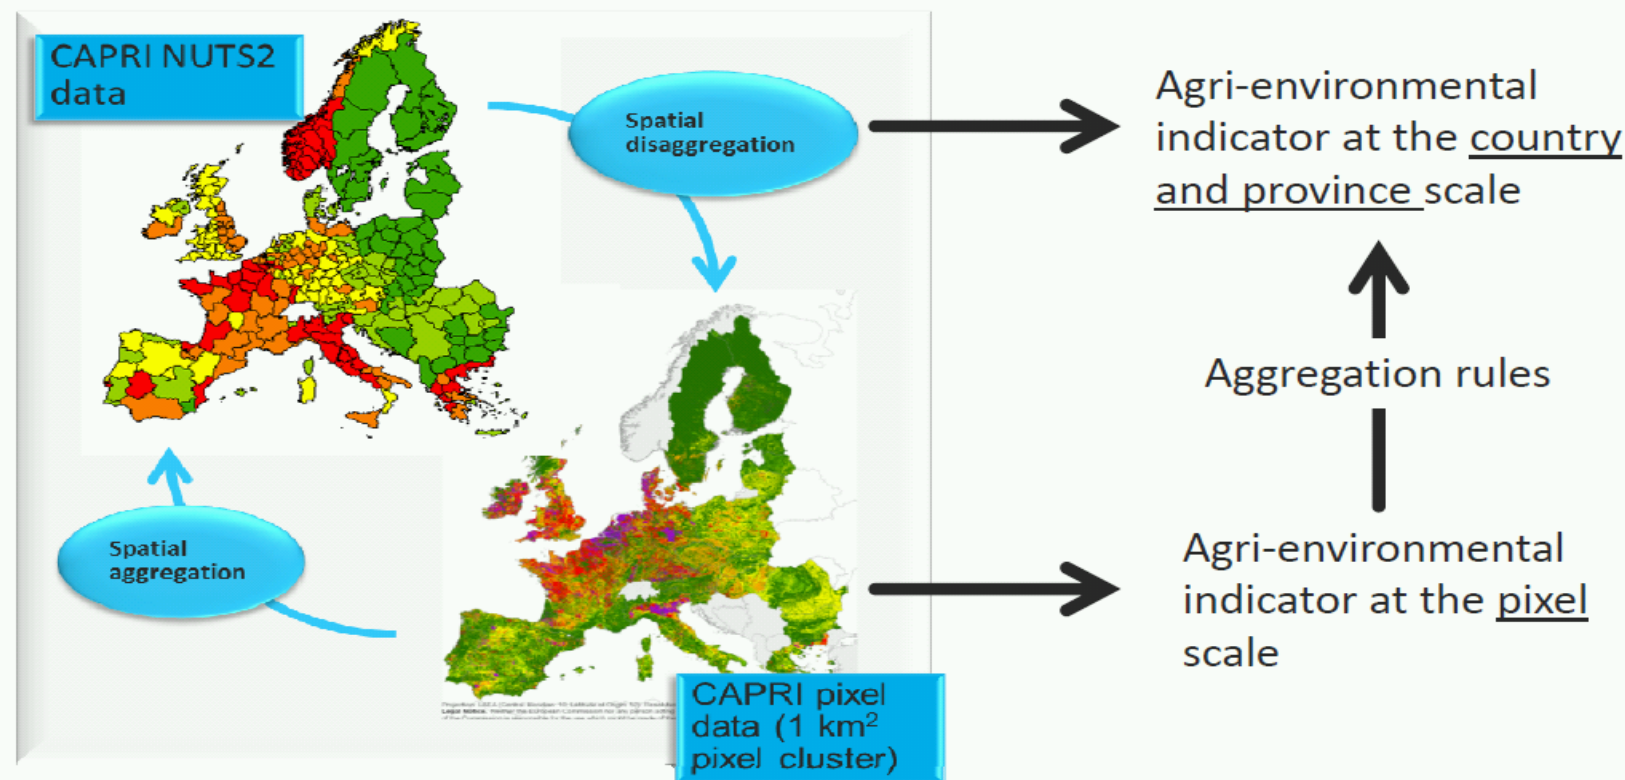 CAPRI NUTS2
data
Spatial
disaggregation
Agri-environmental
indicator at the country
and province scale
Aggregation rules
Spatial
aggregation
Agri-environmental
indicator at the pixel
scale
CAPRI pixel
data (1 km²
pixel cluster)